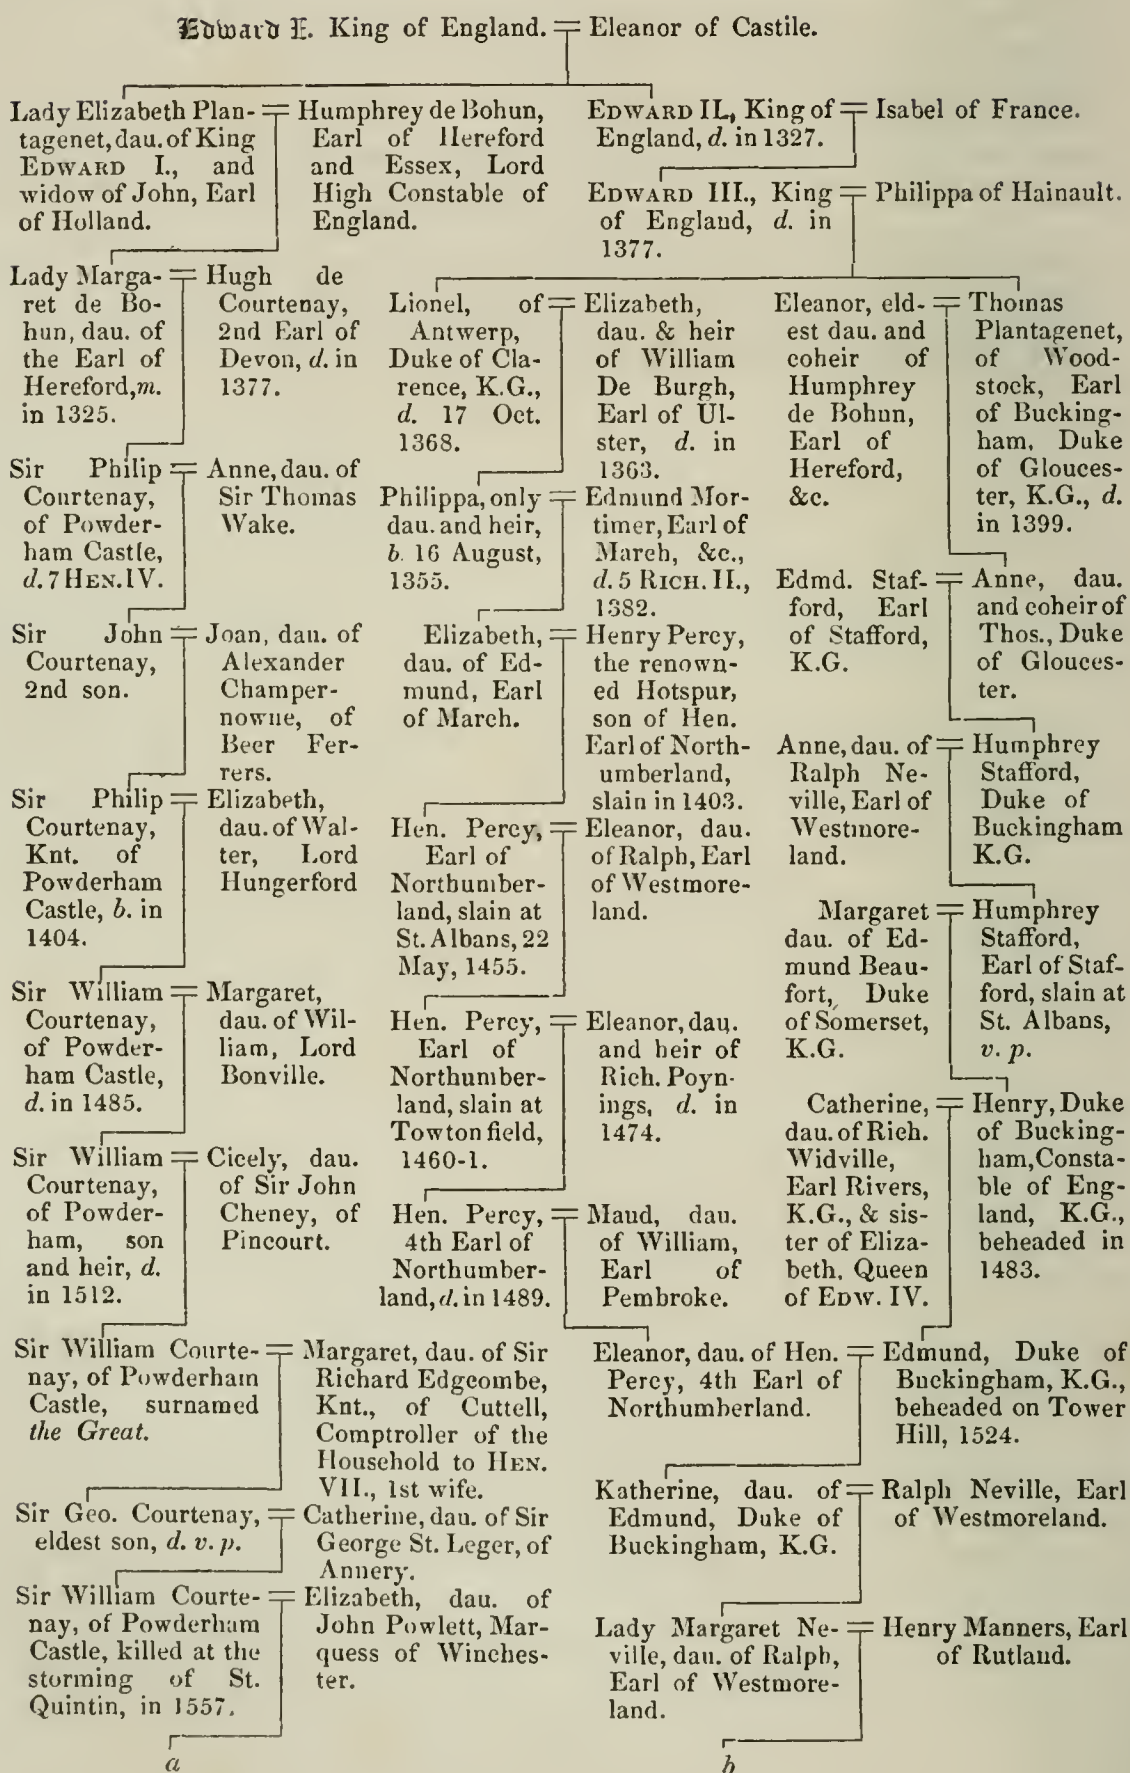 Edward I. King of England. = Eleanor of Castile.
Lady Elizabeth Plan-
tagenet, dau. of King
EDWARD I., and
widow of John, Earl
of Holland.
= Humphrey de Bohun,
Earl of Hereford
and Essex, Lord
High Constable of
England.
EDWARD II., King of
England, d. in 1327.
= Isabel of France.
EDWARD III., King
of England, d. in
1377.
= Philippa of Hainault.
Lady Marga-
ret de Bo-
hun, dau. of
the Earl of
Hereford, m.
in 1325.
= Hugh de
Courtenay,
2nd Earl of
Devon, d. in
1377.
Lionel, of
Antwerp,
Duke of Cla-
rence, K.G.,
d. 17 Oct.
1368.
= Elizabeth,
dau. & heir
of William
De Burgh,
Earl of Ul-
ster, d. in
1363.
Eleanor, eld-
est dau. and
coheir of
Humphrey
de Bohun,
Earl of
Hereford,
&c.
= Thomas
Plantagenet,
of Wood-
stock, Earl
of Bucking-
ham, Duke
of Glouces-
ter, K.G., d.
in 1399.
Sir Philip
Courtenay,
of Powder-
ham Castle,
d. 7 HEN. IV.
= Anne, dau. of
Sir Thomas
Wake.
Philippa, only
dau. and heir,
b. 16 August,
1355.
= Edmund Mor-
timer, Earl of
March, &c.,
d. 5 RICH. II.,
1382.
Edmd. Staf-
ford, Earl
of Stafford,
K.G.
= Anne, dau.
and coheir of
Thos., Duke
of Glouces-
ter.
Sir John
Courtenay,
2nd son.
= Joan, dau. of
Alexander
Champer-
nowne, of
Beer Fer-
rers.
Elizabeth,
dau. of Ed-
mund, Earl
of March.
= Henry Percy,
the renown-
ed Hotspur,
son of Hen.
Earl of North-
umberland,
slain in 1403.
Anne, dau. of
Ralph Ne-
ville, Earl of
Westmore-
land.
= Humphrey
Stafford,
Duke of
Buckingham
K.G.
Sir Philip
Courtenay,
Knt. of
Powderham
Castle, b. in
1404.
= Elizabeth,
dau. of Wal-
ter, Lord
Hungerford
Hen. Percy,
Earl of
Northumber-
land, slain at
St. Albans, 22
May, 1455.
= Eleanor, dau.
of Ralph, Earl
of Westmore-
land.
Margaret
dau. of Ed-
mund Beau-
fort, Duke
of Somerset,
K.G.
= Humphrey
Stafford,
Earl of Staf-
ford, slain at
St. Albans,
v. p.
Sir William
Courtenay,
of Powder-
ham Castle,
d. in 1485.
= Margaret,
dau. of Wil-
liam, Lord
Bonville.
Hen. Percy,
Earl of
Northumber-
land, slain at
Towton field,
1460-1.
= Eleanor, dau.
and heir of
Rich. Poyn-
ings, d. in
1474.
Catherine,
dau. of Rich.
Widville,
Earl Rivers,
K.G., & sis-
ter of Eliza-
beth, Queen
of EDW. IV.
= Henry, Duke
of Bucking-
ham, Consta-
ble of Eng-
land, K.G.,
beheaded in
1483.
Sir William
Courtenay,
of Powder-
ham, son
and heir, d.
in 1512.
= Cicely, dau.
of Sir John
Cheney, of
Pincourt.
Hen. Percy,
4th Earl of
Northumber-
land, d. in 1489.
= Maud, dau.
of William,
Earl of
Pembroke.
Sir William Courte-
nay, of Powderham
Castle, surnamed
the Great.
= Margaret, dau. of Sir
Richard Edgcombe,
Knt., of Cuttell,
Comptroller of the
Household to HEN.
VII., 1st wife.
Eleanor, dau. of Hen.
Percy, 4th Earl of
Northumberland.
= Edmund, Duke of
Buckingham, K.G.,
beheaded on Tower
Hill, 1524.
Sir Geo. Courtenay,
eldest son, d. v. p.
= Catherine, dau. of Sir
George St. Leger, of
Annery.
Katherine, dau. of
Edmund, Duke of
Buckingham, K.G.
= Ralph Neville, Earl
of Westmoreland.
Sir William Courte-
nay, of Powderham
Castle, killed at the
storming of St.
Quintin, in 1557.
= Elizabeth, dau. of
John Powlett, Mar-
quess of Winches-
ter.
Lady Margaret Ne-
ville, dau. of Ralph,
Earl of Westmore-
land.
= Henry Manners, Earl
of Rutland.
a
b